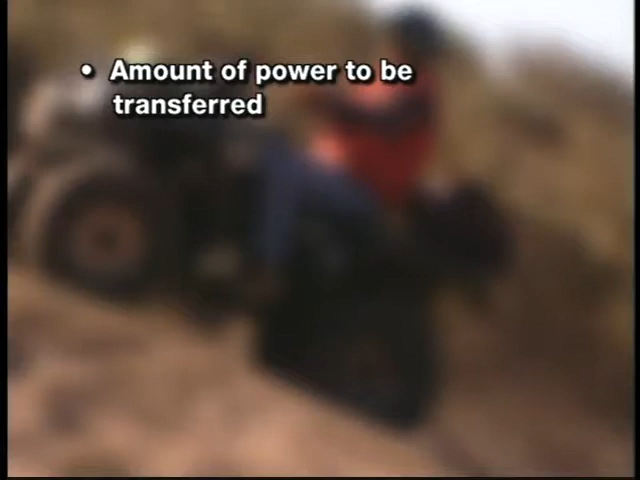 • Amount of power to be
transferred